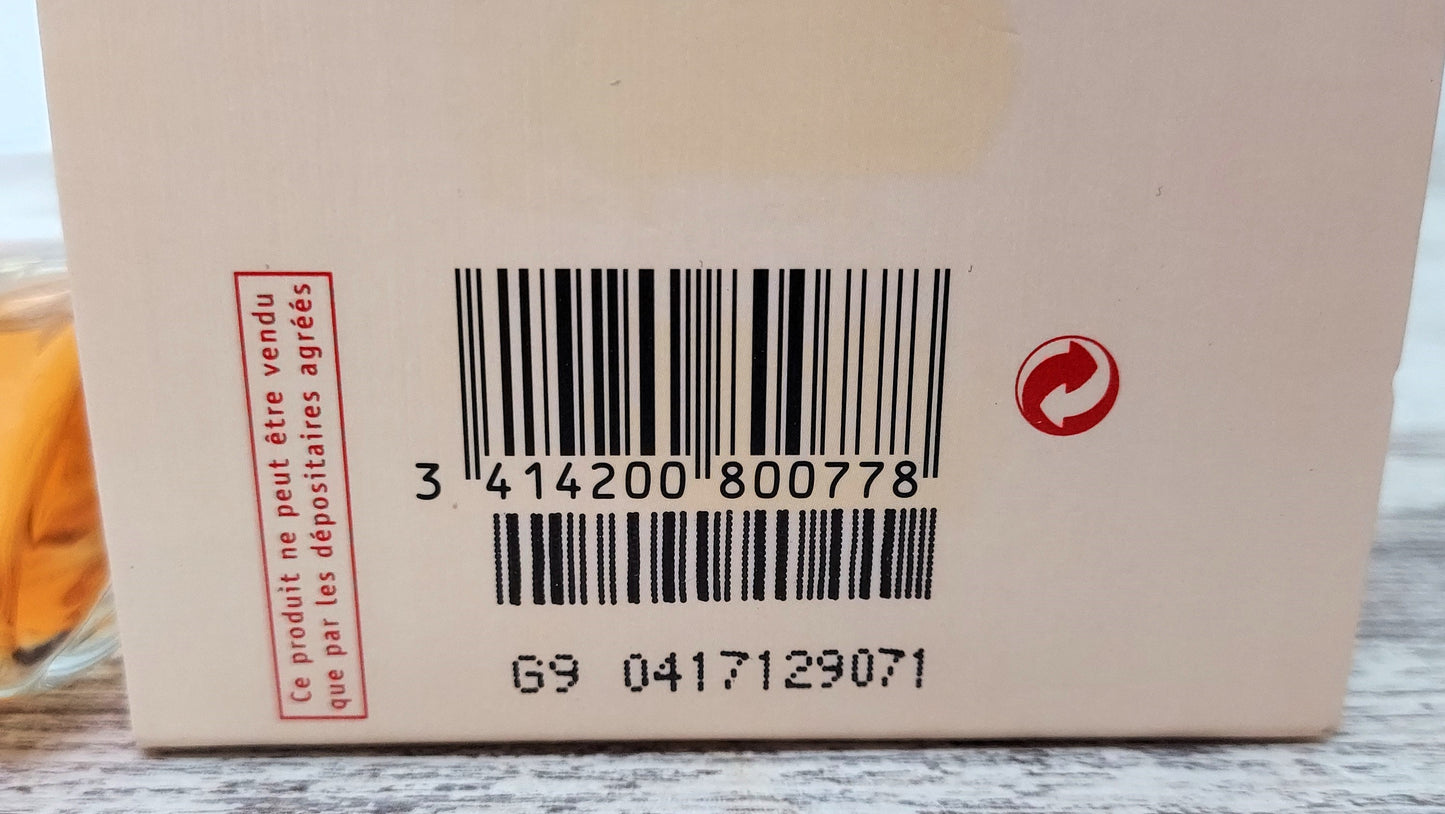 Ce produit ne peut être vendu
que par les dépositaires agréés
3 414200 800778
G9 0417129071